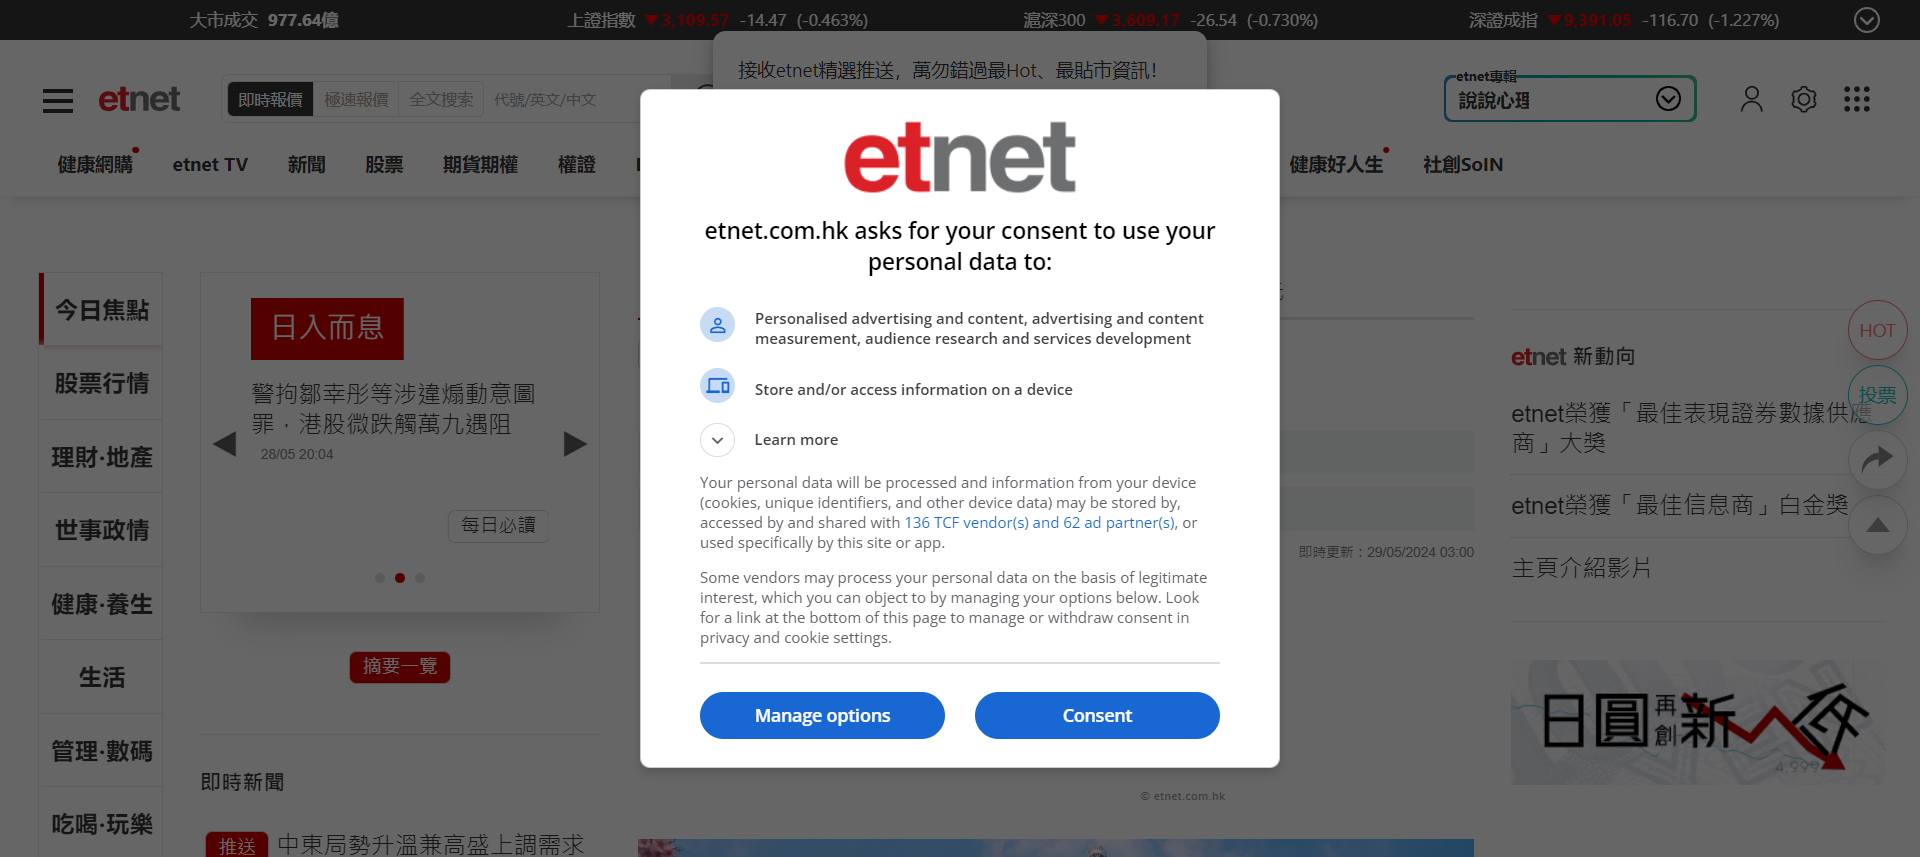 大市成交 977.64億
上證指數 ▼3,109.57 -14.47 (-0.463%)
滬深300 ▼3,609.17 -26.54 (-0.730%)
深證成指 ▼9,391.05 -116.70 (-1.227%)
接收etnet精選推送，萬勿錯過最Hot、最貼市資訊！
etnet
即時報價
極速報價
全文搜索
代號/英文/中文
etnet專輯
說說心理
健康網購
etnet TV
新聞
股票
期貨期權
權證
健康好人生
社創SoIN
etnet
etnet.com.hk asks for your consent to use your
personal data to:
Personalised advertising and content, advertising and content
measurement, audience research and services development
Store and/or access information on a device
Learn more
Your personal data will be processed and information from your device
(cookies, unique identifiers, and other device data) may be stored by,
accessed by and shared with 136 TCF vendor(s) and 62 ad partner(s), or
used specifically by this site or app.
Some vendors may process your personal data on the basis of legitimate
interest, which you can object to by managing your options below. Look
for a link at the bottom of this page to manage or withdraw consent in
privacy and cookie settings.
Manage options
Consent
今日焦點
股票行情
理財·地產
世事政情
健康·養生
生活
管理·數碼
吃喝·玩樂
日入而息
警拘鄒幸彤等涉違煽動意圖
罪，港股微跌觸萬九遇阻
28/05 20:04
每日必讀
摘要一覽
即時新聞
推送 中東局勢升溫兼高盛上調需求
即時更新：29/05/2024 03:00
© etnet.com.hk
etnet 新動向
etnet榮獲「最佳表現證券數據供應
商」大獎
etnet榮獲「最佳信息商」白金獎
主頁介紹影片
HOT
投票
日圓再創新低
4,999